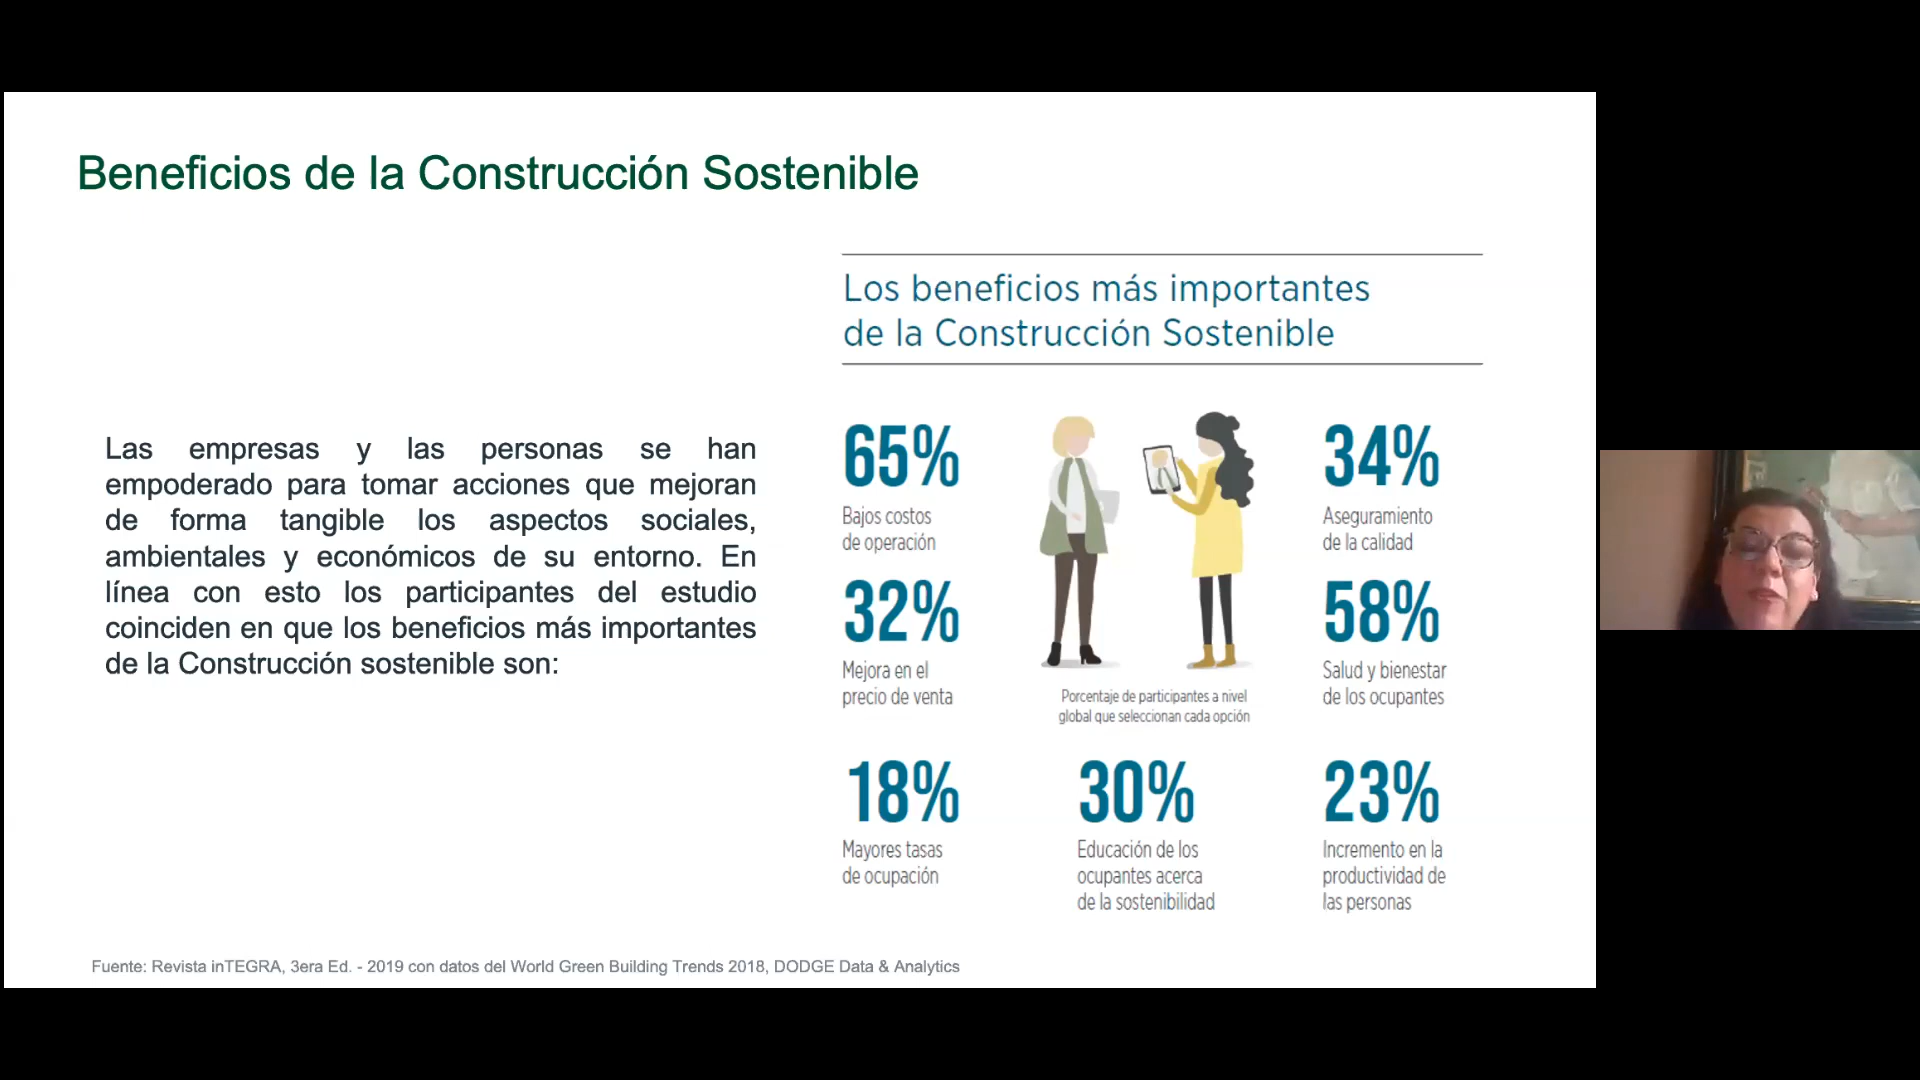 Beneficios de la Construcción Sostenible
Las empresas y las personas se han
empoderado para tomar acciones que mejoran
de forma tangible los aspectos sociales,
ambientales y económicos de su entorno. En
línea con esto los participantes del estudio
coinciden en que los beneficios más importantes
de la Construcción sostenible son:
Los beneficios más importantes
de la Construcción Sostenible
65%
Bajos costos
de operación
34%
Aseguramiento
de la calidad
32%
Mejora en el
precio de venta
58%
Salud y bienestar
de los ocupantes
Porcentaje de participantes a nivel
global que seleccionan cada opción
18%
Mayores tasas
de ocupación
30%
Educación de los
ocupantes acerca
de la sostenibilidad
23%
Incremento en la
productividad de
las personas
Fuente: Revista inTEGRA, 3era Ed. - 2019 con datos del World Green Building Trends 2018, DODGE Data & Analytics